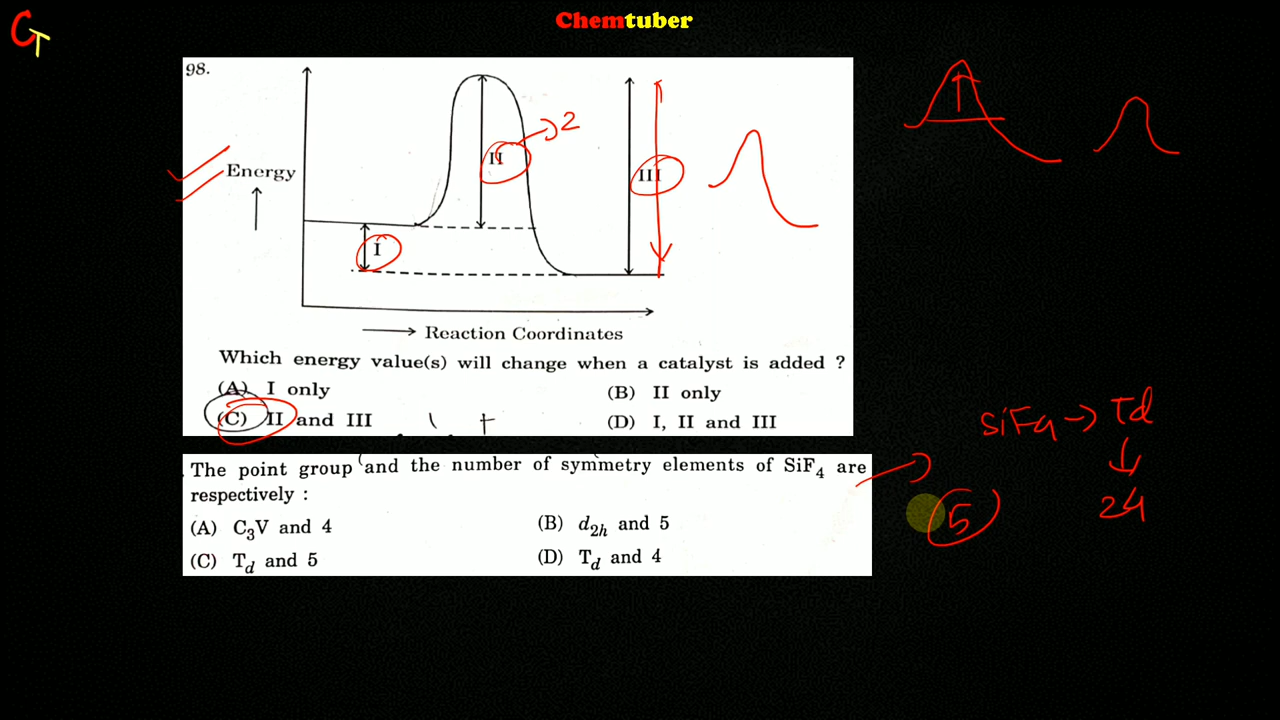 CT
Chemtuber
98.
Energy
I
II
2
III
Reaction Coordinates
Which energy value(s) will change when a catalyst is added ?
(A) I only
(B) II only
(C) II and III
(D) I, II and III
The point group and the number of symmetry elements of SiF4 are
respectively :
(A) C3V and 4
(B) d2h and 5
(C) Td and 5
(D) Td and 4
SiF4 → Td
↓
24
5